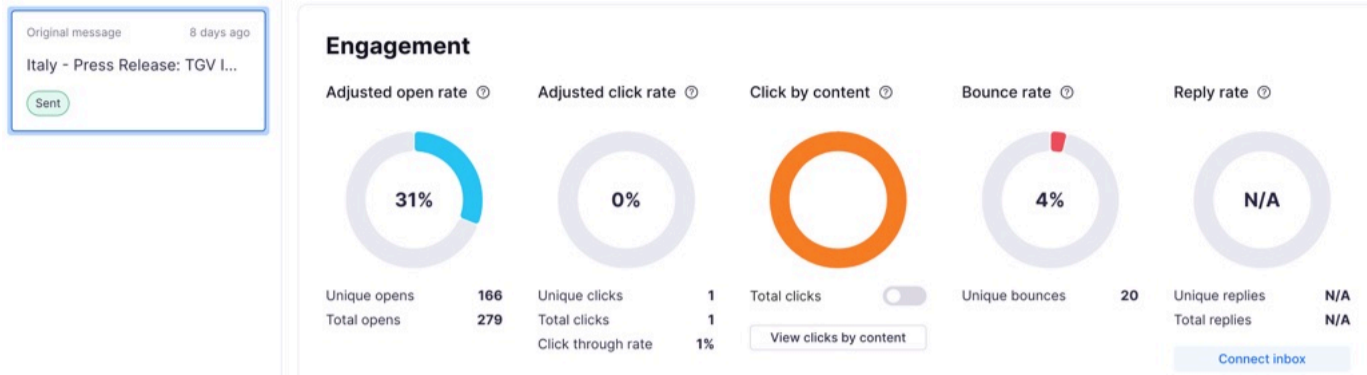 Original message 8 days ago
Italy - Press Release: TGV I...
Sent
Engagement
Adjusted open rate Adjusted click rate Click by content Bounce rate Reply rate
31% 0% 4% N/A
Unique opens 166 Unique clicks 1 Total clicks Unique bounces 20 Unique replies N/A
Total opens 279 Total clicks 1 Total replies N/A
View clicks by content
Click through rate 1%
Connect inbox